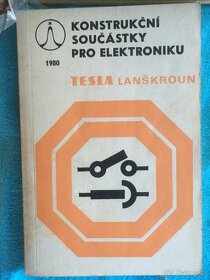 KONSTRUKČNÍ
SOUČÁSTKY
PRO ELEKTRONIKU
1980
TESLA LANŠKROUN